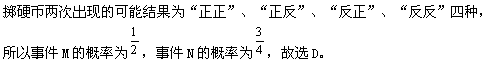 掷硬币两次出现的可能结果为“正正”、“正反”、“反正”、“反反”四种，
所以事件M的概率为1/2，事件N的概率为3/4，故选D。